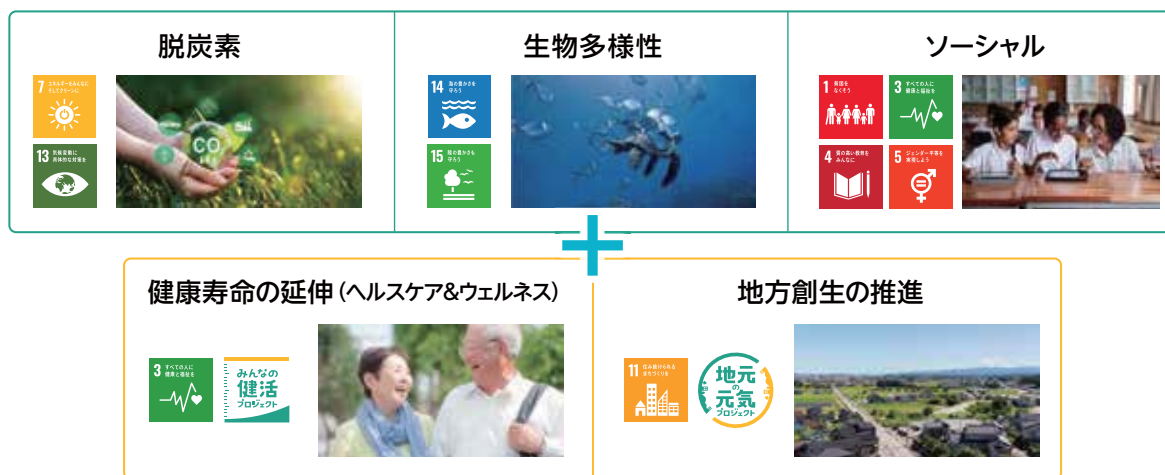 脱炭素
7 エネルギーをみんなに
そしてクリーンに
13 気候変動に
具体的な対策を
CO
生物多様性
14 海の豊かさを
守ろう
15 陸の豊かさも
守ろう
ソーシャル
1 貧困を
なくそう
3 すべての人に
健康と福祉を
4 質の高い教育を
みんなに
5 ジェンダー平等を
実現しよう
健康寿命の延伸(ヘルスケア&ウェルネス)
3 すべての人に
健康と福祉を
みんなの
健活
プロジェクト
地方創生の推進
11 住み続けられる
まちづくりを
地元
の
元気
プロジェクト